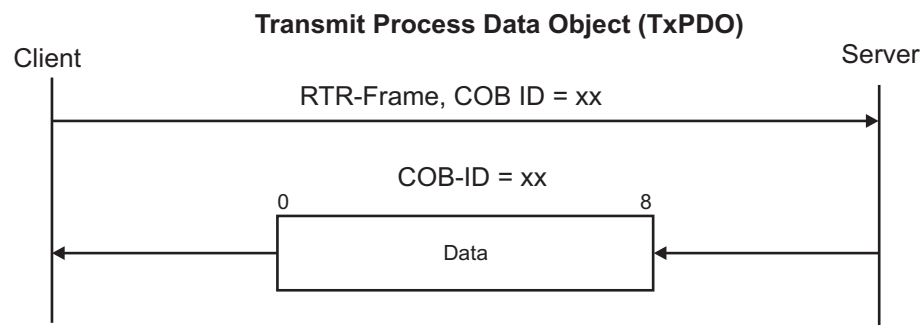 Transmit Process Data Object (TxPDO)
Client
Server
RTR-Frame, COB ID = xx
COB-ID = xx
0
8
Data